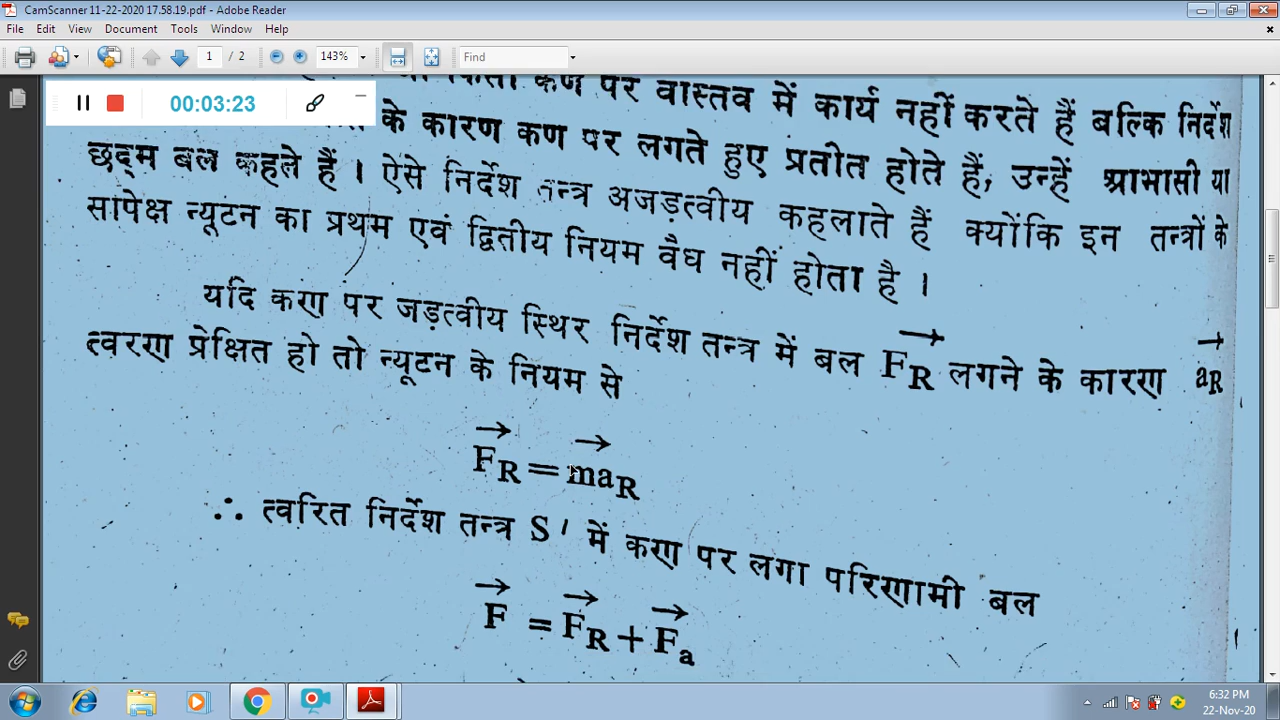 CamScanner 11-22-2020 17.58.19.pdf - Adobe Reader
File Edit View Document Tools Window Help
1 / 2 143% Find
कण पर वास्तव में कार्य नहीं करते हैं बल्कि निर्देश
00:03:23
के कारण कण पर लगते हुए प्रतीत होते हैं, उन्हें आभासी या
छद्म बल कहते हैं । ऐसे निर्देश तन्त्र अजड़त्वीय कहलाते हैं क्योंकि इन तन्त्रों के
सापेक्ष न्यूटन का प्रथम एवं द्वितीय नियम वैध नहीं होता है ।
यदि कण पर जड़त्वीय स्थिर निर्देश तन्त्र में बल F⃗R लगने के कारण a⃗R
त्वरण प्रेक्षित हो तो न्यूटन के नियम से
F⃗R = ma⃗R
∴ त्वरित निर्देश तन्त्र S′ में कण पर लगा परिणामी बल
F⃗ = F⃗R + F⃗a
6:32 PM
22-Nov-20